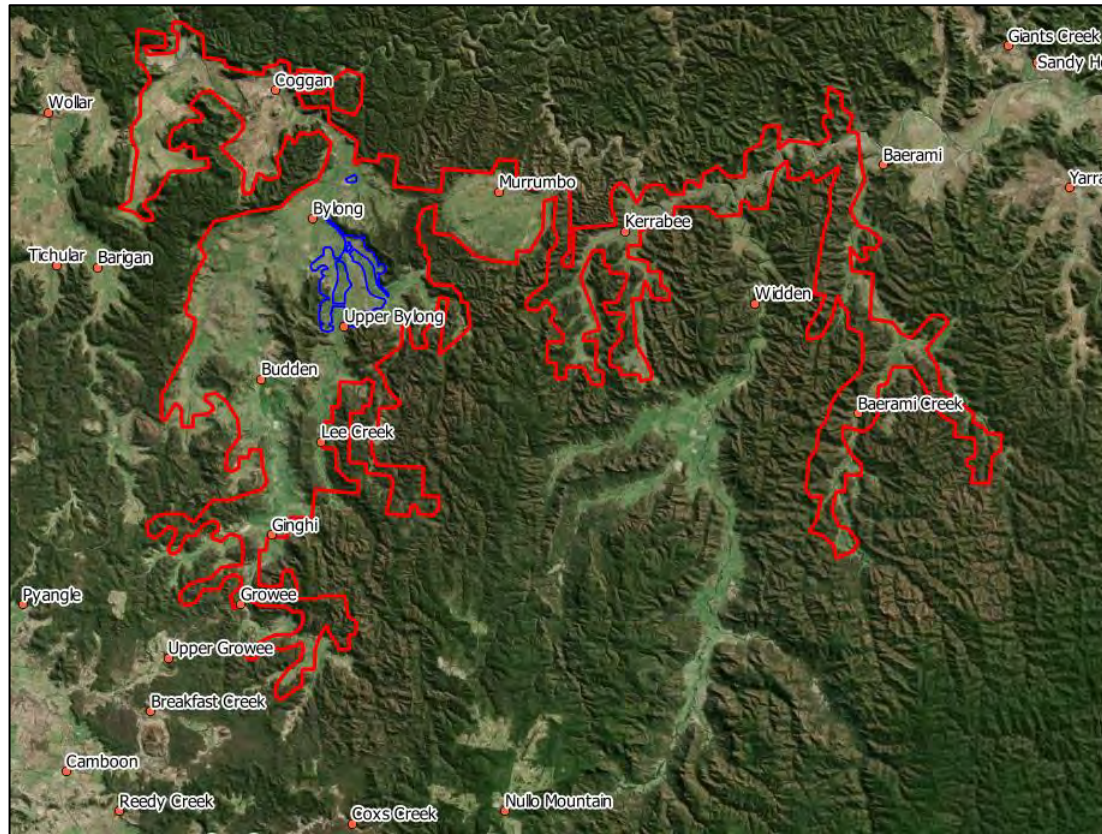 Giants Creek
Sandy Ho
Coggan
Wollar
Baerami
Murrumbo
Yarra
Bylong
Kerrabee
Tichular
Barigan
Widden
Upper Bylong
Budden
Baerami Creek
Lee Creek
Ginghi
Pyangle
Growee
Upper Growee
Breakfast Creek
Camboon
Reedy Creek
Nullo Mountain
Coxs Creek